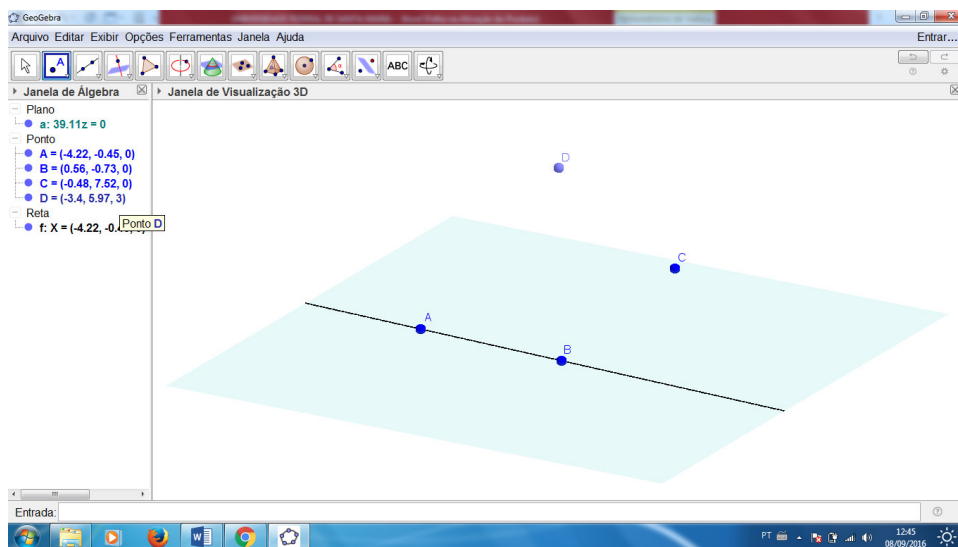 GeoGebra
Arquivo Editar Exibir Opções Ferramentas Janela Ajuda
Entrar...
A
ABC
Janela de Álgebra
Janela de Visualização 3D
Plano
a: 39.11z = 0
Ponto
A = (-4.22, -0.45, 0)
B = (0.56, -0.73, 0)
C = (-0.48, 7.52, 0)
D = (-3.4, 5.97, 3)
Reta
f: X = (-4.22, -0.4
Ponto D
D
C
A
B
Entrada:
PT
12:45
08/09/2016